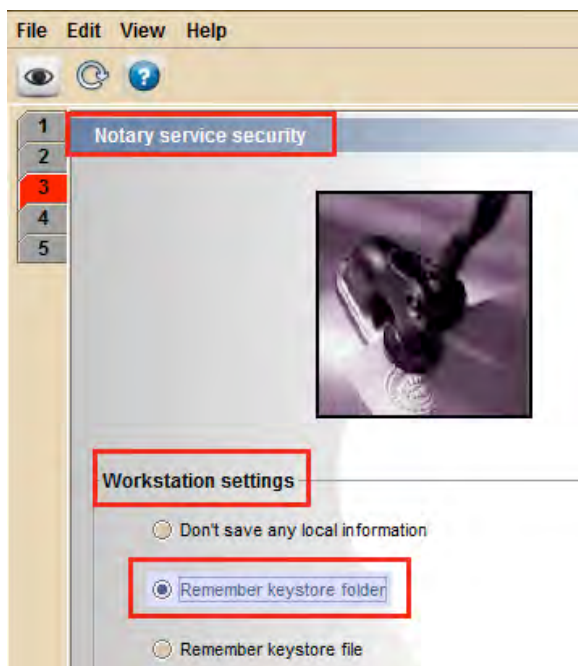 File Edit View Help
?
1
Notary service security
2
3
4
5
Workstation settings
Don't save any local information
Remember keystore folder
Remember keystore file